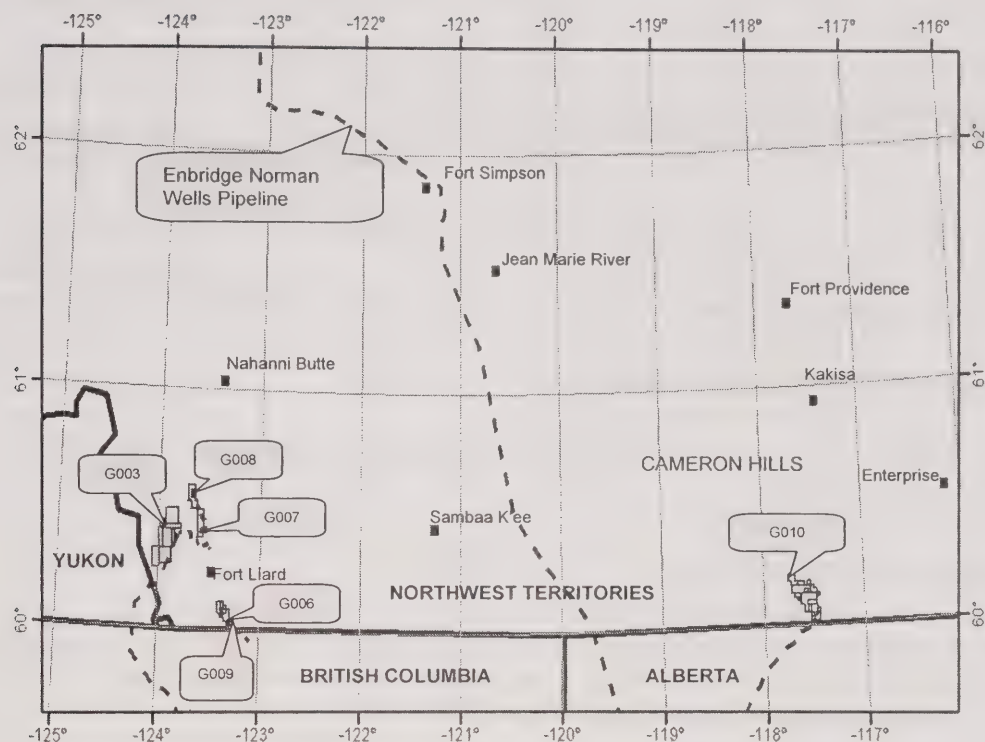 -125° -124° -123° -122° -121° -120° -119° -118° -117° -116°
62° 62°
Enbridge Norman
Wells Pipeline
Fort Simpson
Jean Marie River
Fort Providence
Nahanni Butte
61° 61°
Kakisa
G008
G003
CAMERON HILLS
Enterprise
G007
Sambaa K'ee
G010
YUKON
Fort Liard
NORTHWEST TERRITORIES
G006
60° 60°
G009
BRITISH COLUMBIA
ALBERTA
-125° -124° -123° -122° -121° -120° -119° -118° -117°